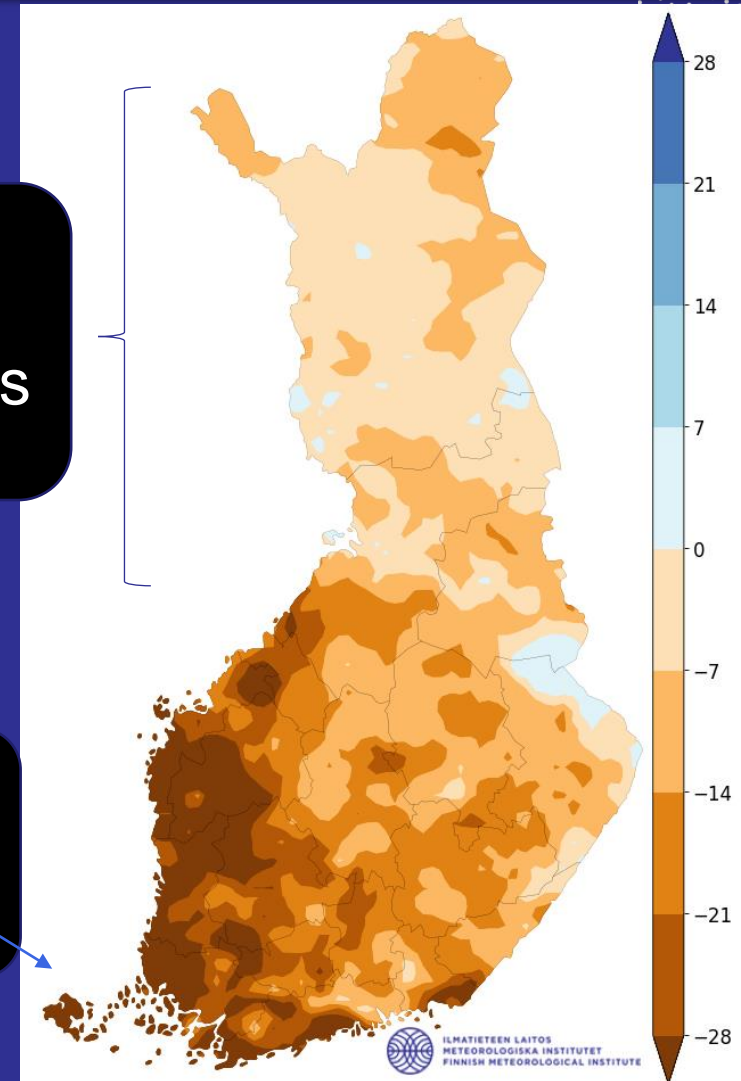 s
28
21
14
7
0
−7
−14
−21
−28
ILMATIETEEN LAITOS
METEOROLOGISKA INSTITUTET
FINNISH METEOROLOGICAL INSTITUTE